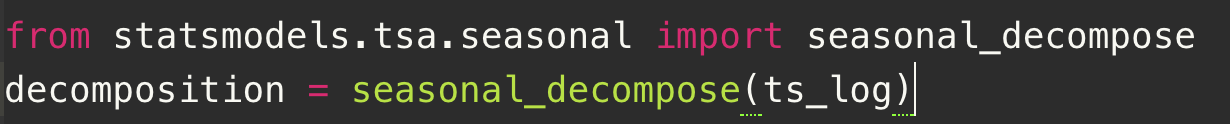 from statsmodels.tsa.seasonal import seasonal_decompose
decomposition = seasonal_decompose(ts_log)